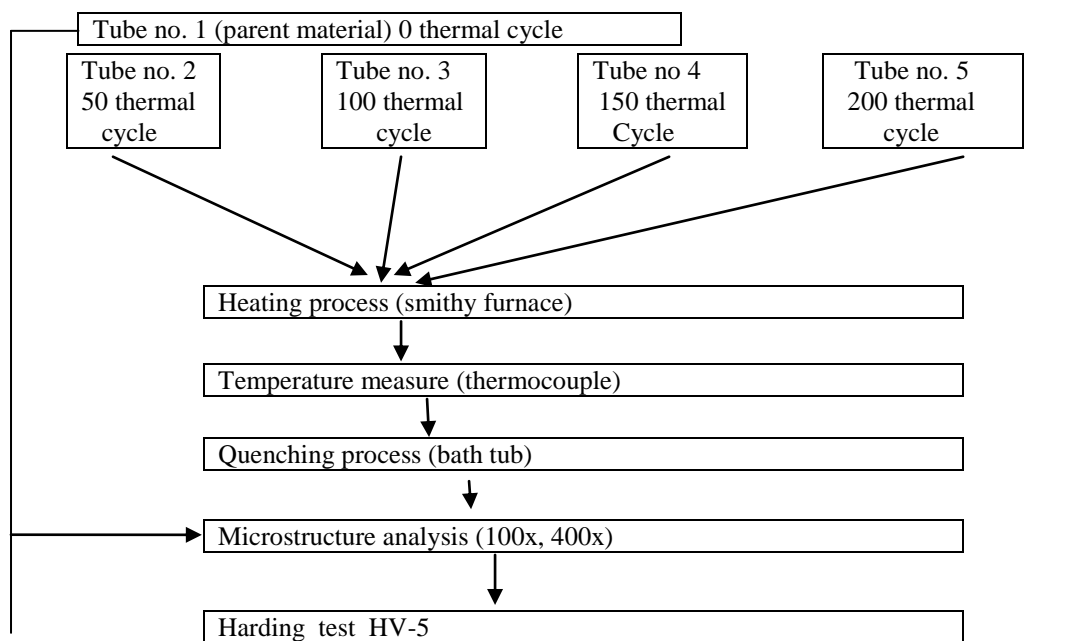 Tube no. 1 (parent material) 0 thermal cycle
Tube no. 2
50 thermal
cycle
Tube no. 3
100 thermal
cycle
Tube no 4
150 thermal
Cycle
Tube no. 5
200 thermal
cycle
Heating process (smithy furnace)
Temperature measure (thermocouple)
Quenching process (bath tub)
Microstructure analysis (100x, 400x)
Harding test HV-5